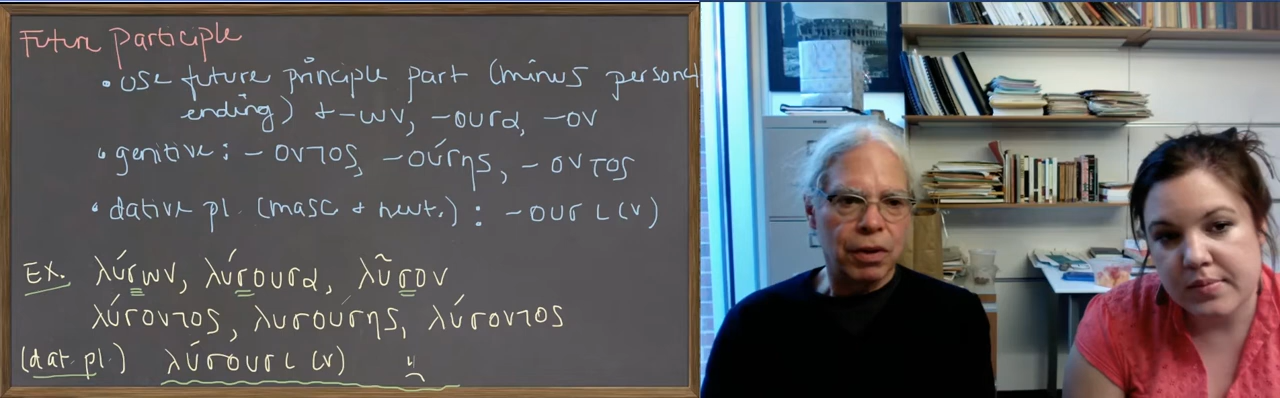 Future Participle
• use future principle part (minus personal
ending) + -ων, -ουσα, -ον
• genitive: -οντος, -ούσης, -οντος
• dative pl. (masc + neut.) : -ουσι(ν)
EX. λύσων, λύσουσα, λῦσον
λύσοντος, λυσούσης, λύσοντος
(dat. pl.) λύσουσι(ν)